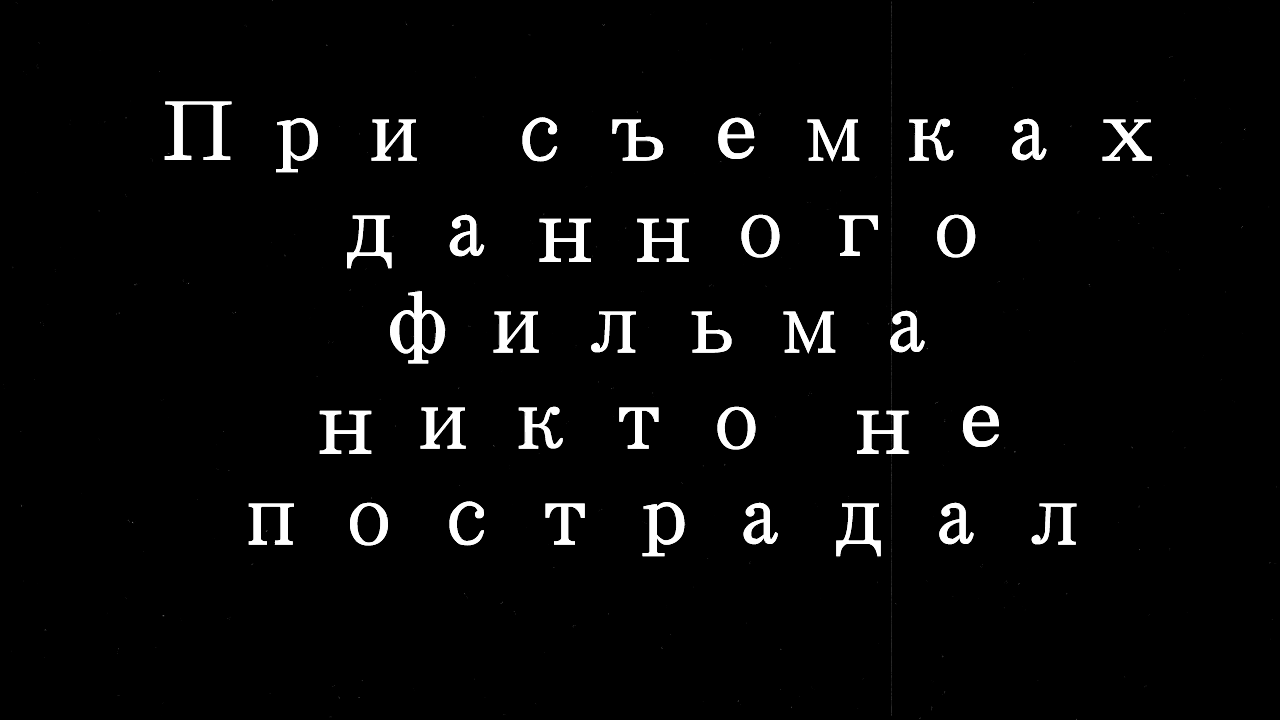 При съемках
данного
фильма
никто не
пострадал